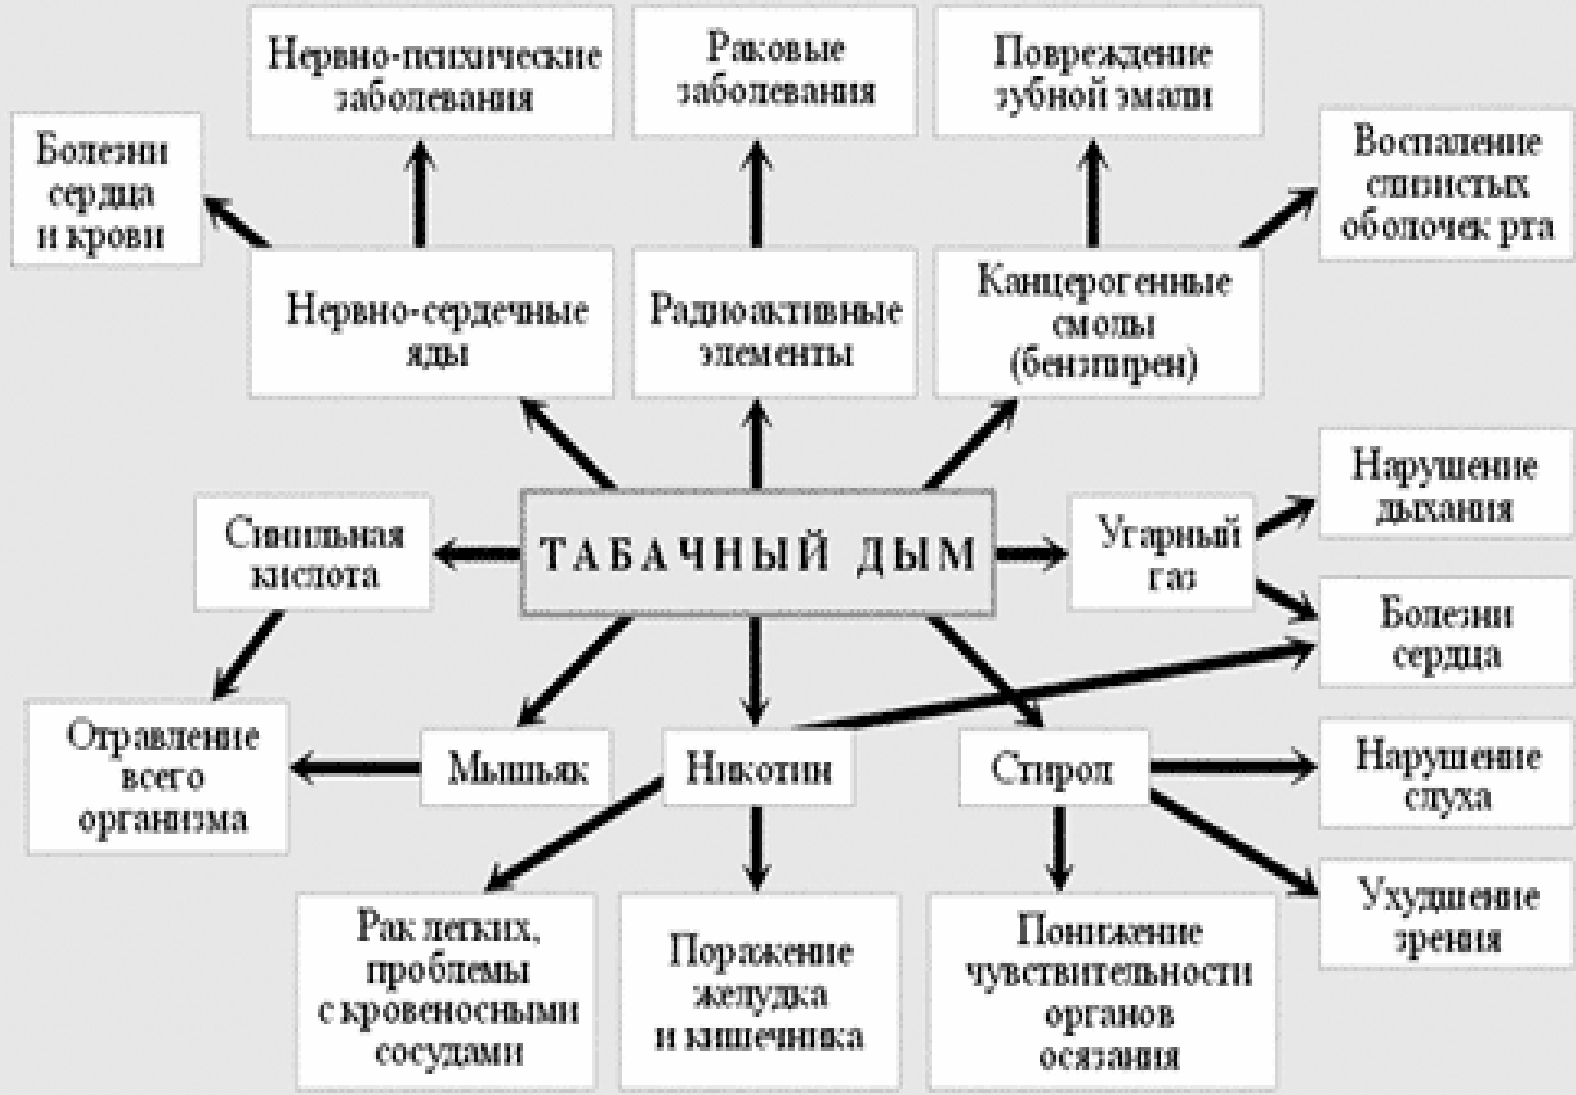 Нервно-психические
заболевания
Раковые
заболевания
Повреждение
зубной эмали
Болезни
сердца
и крови
Воспаление
слизистых
оболочек рта
Нервно-сердечные
яды
Радиоактивные
элементы
Канцерогенные
смолы
(бензпирен)
Нарушение
дыхания
Синильная
кислота
ТАБАЧНЫЙ ДЫМ
Угарный
газ
Болезни
сердца
Отравление
всего
организма
Мышьяк
Никотин
Стирол
Нарушение
слуха
Ухудшение
зрения
Рак легких,
проблемы
с кровеносными
сосудами
Поражение
желудка
и кишечника
Понижение
чувствительности
органов
осязания